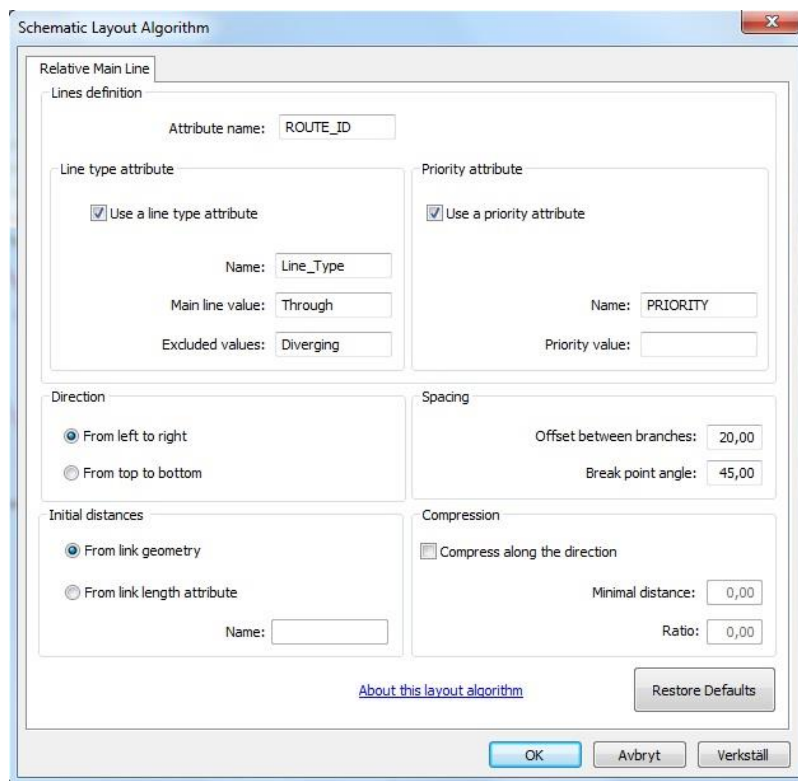 Schematic Layout Algorithm
Relative Main Line
Lines definition
Attribute name: ROUTE_ID
Line type attribute
Use a line type attribute
Name: Line_Type
Main line value: Through
Excluded values: Diverging
Priority attribute
Use a priority attribute
Name: PRIORITY
Priority value:
Direction
From left to right
From top to bottom
Spacing
Offset between branches: 20,00
Break point angle: 45,00
Initial distances
From link geometry
From link length attribute
Name:
Compression
Compress along the direction
Minimal distance: 0,00
Ratio: 0,00
About this layout algorithm
Restore Defaults
OK
Avbryt
Verkställ